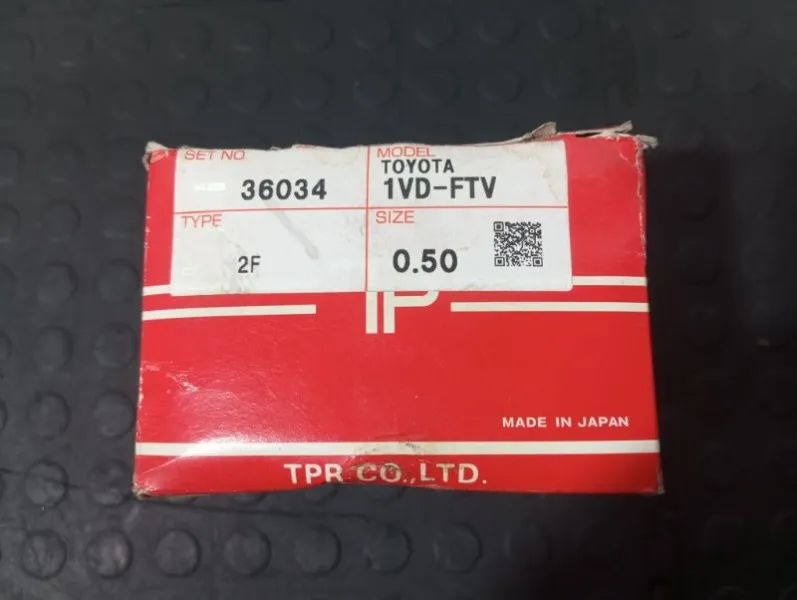 SET NO.
36034
MODEL
TOYOTA
1VD-FTV
TYPE
2F
SIZE
0.50
TP
MADE IN JAPAN
TPR CO.,LTD.